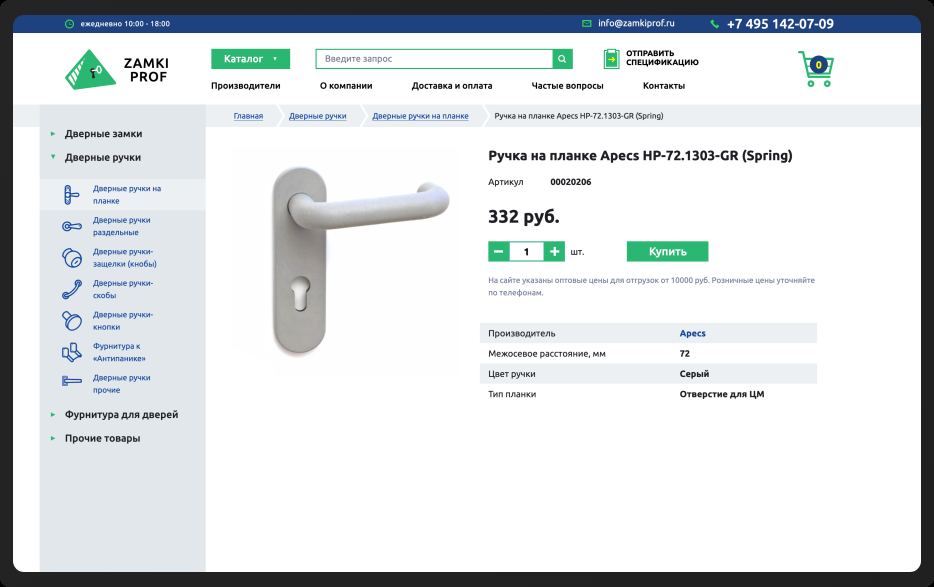 ежедневно 10:00 - 18:00
info@zamkiprof.ru
+7 495 142-07-09
ZAMKI
PROF
Каталог
Введите запрос
ОТПРАВИТЬ
СПЕЦИФИКАЦИЮ
0
Производители
О компании
Доставка и оплата
Частые вопросы
Контакты
Главная
Дверные ручки
Дверные ручки на планке
Ручка на планке Apecs HP-72.1303-GR (Spring)
Дверные замки
Дверные ручки
Дверные ручки на
планке
Дверные ручки
раздельные
Дверные ручки-
защелки (кнобы)
Дверные ручки-
скобы
Дверные ручки-
кнопки
Фурнитура к
«Антипанике»
Дверные ручки
прочие
Фурнитура для дверей
Прочие товары
Ручка на планке Apecs HP-72.1303-GR (Spring)
Артикул 00020206
332 руб.
− 1 + шт.
Купить
На сайте указаны оптовые цены для отгрузок от 10000 руб. Розничные цены уточняйте
по телефонам.
Производитель Apecs
Межосевое расстояние, мм 72
Цвет ручки Серый
Тип планки Отверстие для ЦМ